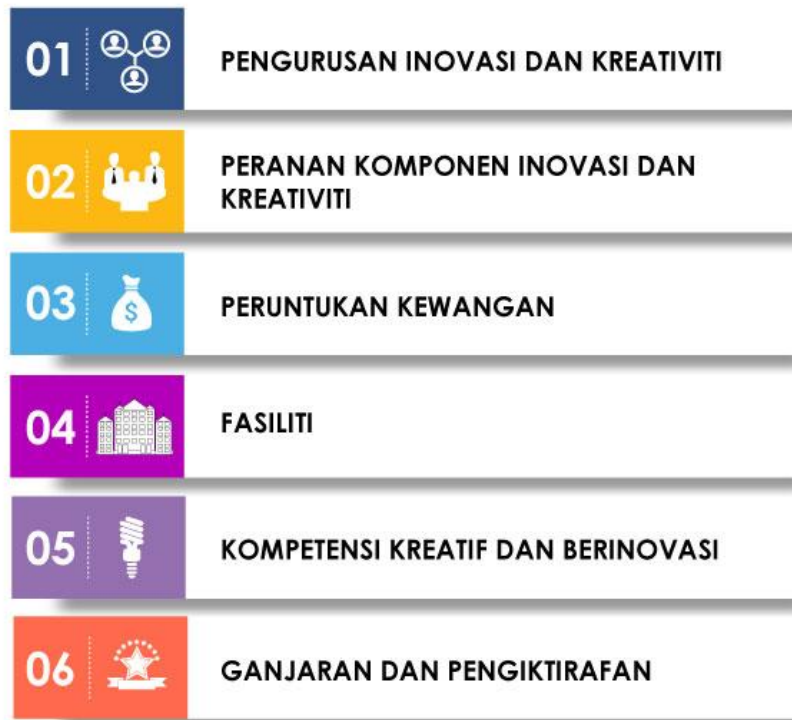 01 PENGURUSAN INOVASI DAN KREATIVITI
02 PERANAN KOMPONEN INOVASI DAN
KREATIVITI
03 $ PERUNTUKAN KEWANGAN
04 FASILITI
05 KOMPETENSI KREATIF DAN BERINOVASI
06 GANJARAN DAN PENGIKTIRAFAN